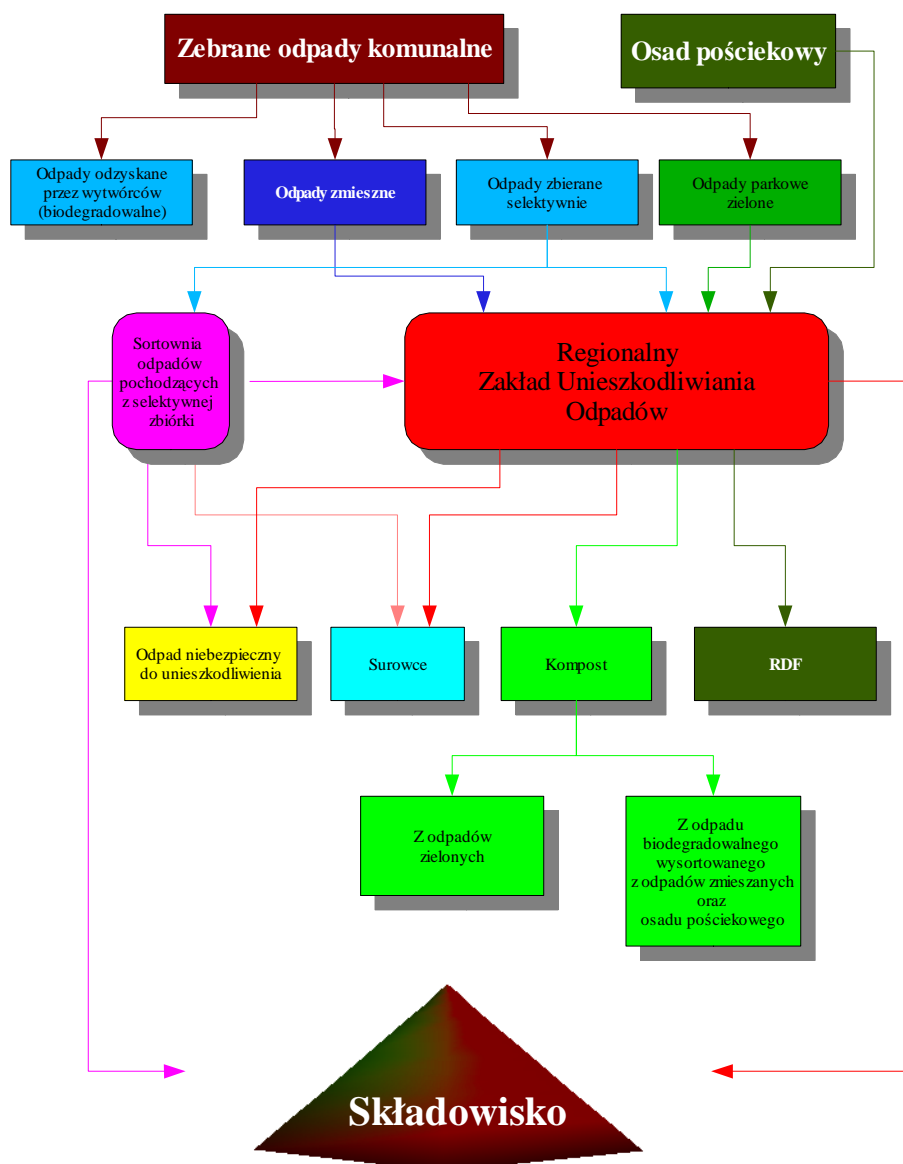 Zebrane odpady komunalne
Osad pościekowy
Odpady odzyskane
przez wytwórców
(biodegradowalne)
Odpady zmieszne
Odpady zbierane
selektywnie
Odpady parkowe
zielone
Sortownia
odpadów
pochodzących
z selektywnej
zbiórki
Regionalny
Zakład Unieszkodliwiania
Odpadów
Odpad niebezpieczny
do unieszkodliwienia
Surowce
Kompost
RDF
Z odpadów
zielonych
Z odpadu
biodegradowalnego
wysortowanego
z odpadów zmieszanych
oraz
osadu pościekowego
Składowisko